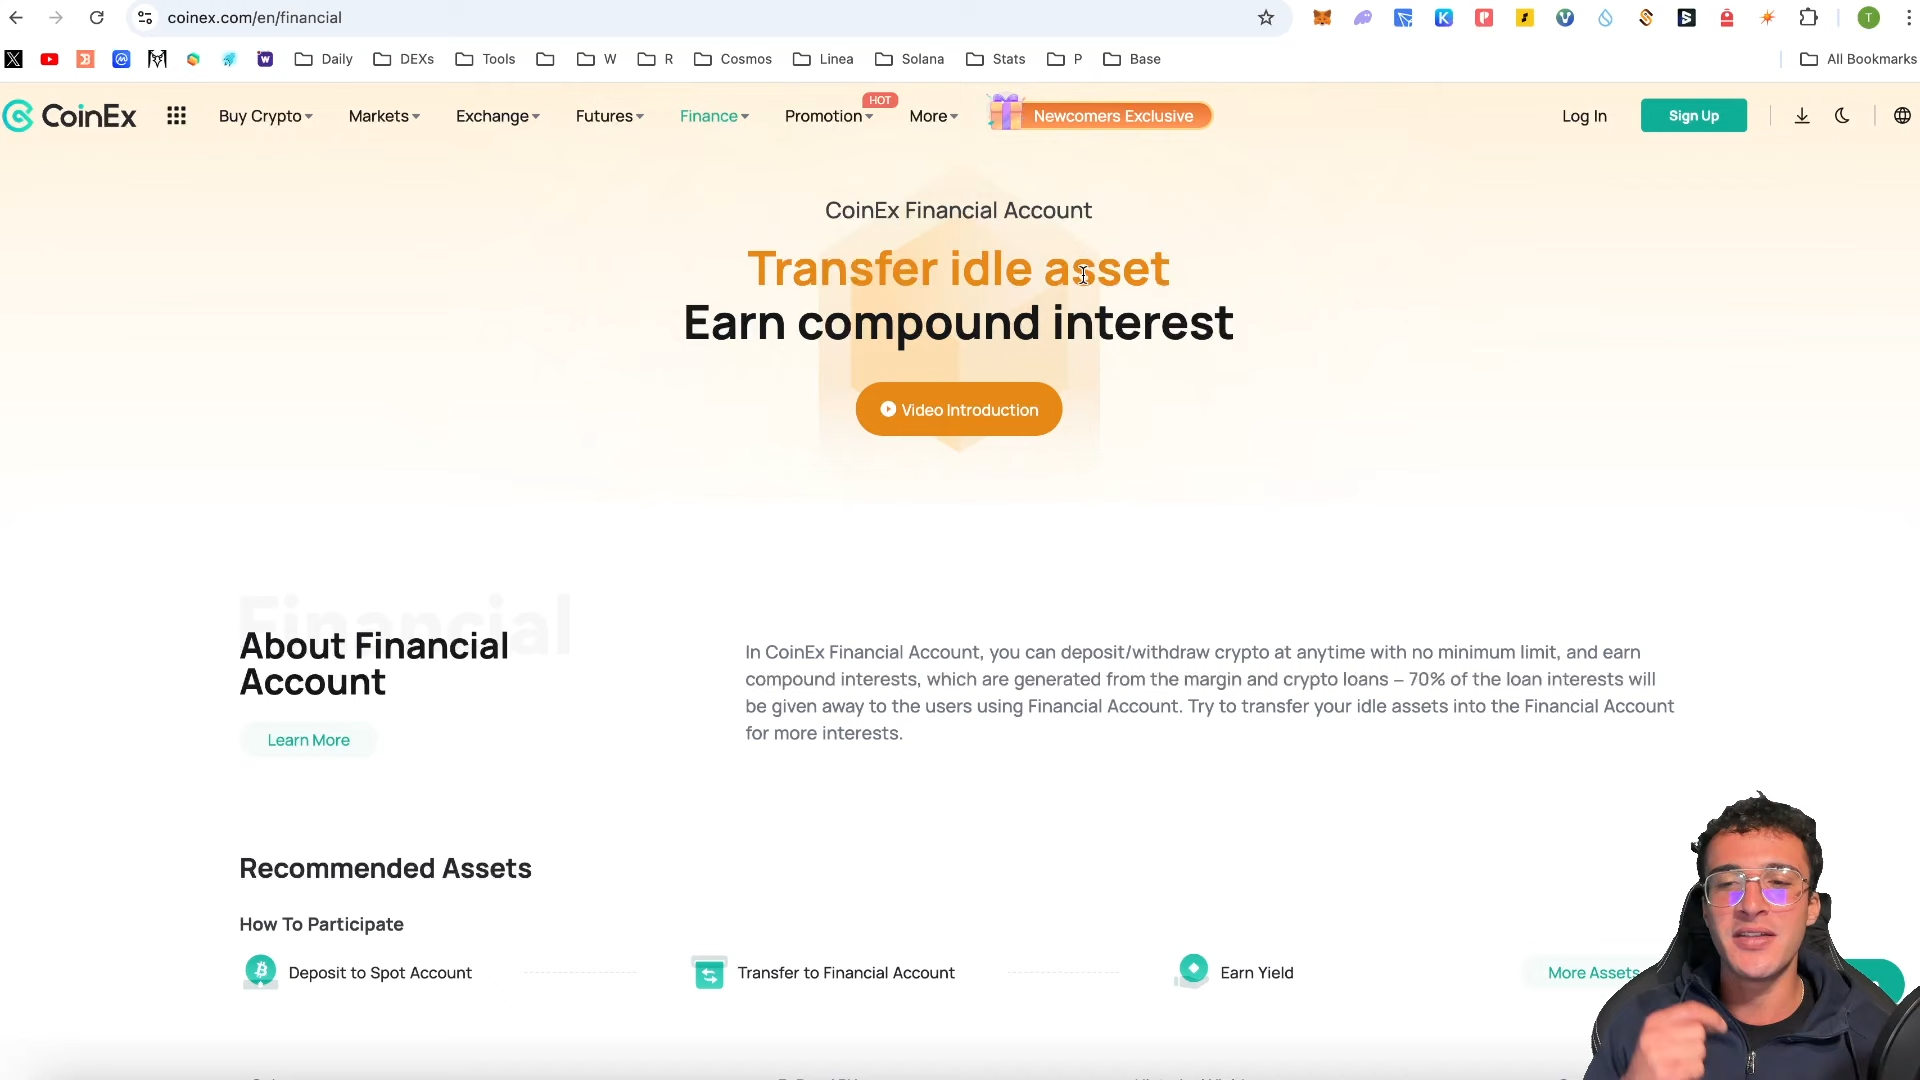 coinex.com/en/financial
Daily DEXs Tools W R Cosmos Linea Solana Stats P Base All Bookmarks
CoinEx Buy Crypto Markets Exchange Futures Finance Promotion HOT More Newcomers Exclusive Log In Sign Up
CoinEx Financial Account
Transfer idle asset
Earn compound interest
Video Introduction
Financial
About Financial
Account
Learn More
In CoinEx Financial Account, you can deposit/withdraw crypto at anytime with no minimum limit, and earn
compound interests, which are generated from the margin and crypto loans – 70% of the loan interests will
be given away to the users using Financial Account. Try to transfer your idle assets into the Financial Account
for more interests.
Recommended Assets
How To Participate
Deposit to Spot Account Transfer to Financial Account Earn Yield More Assets